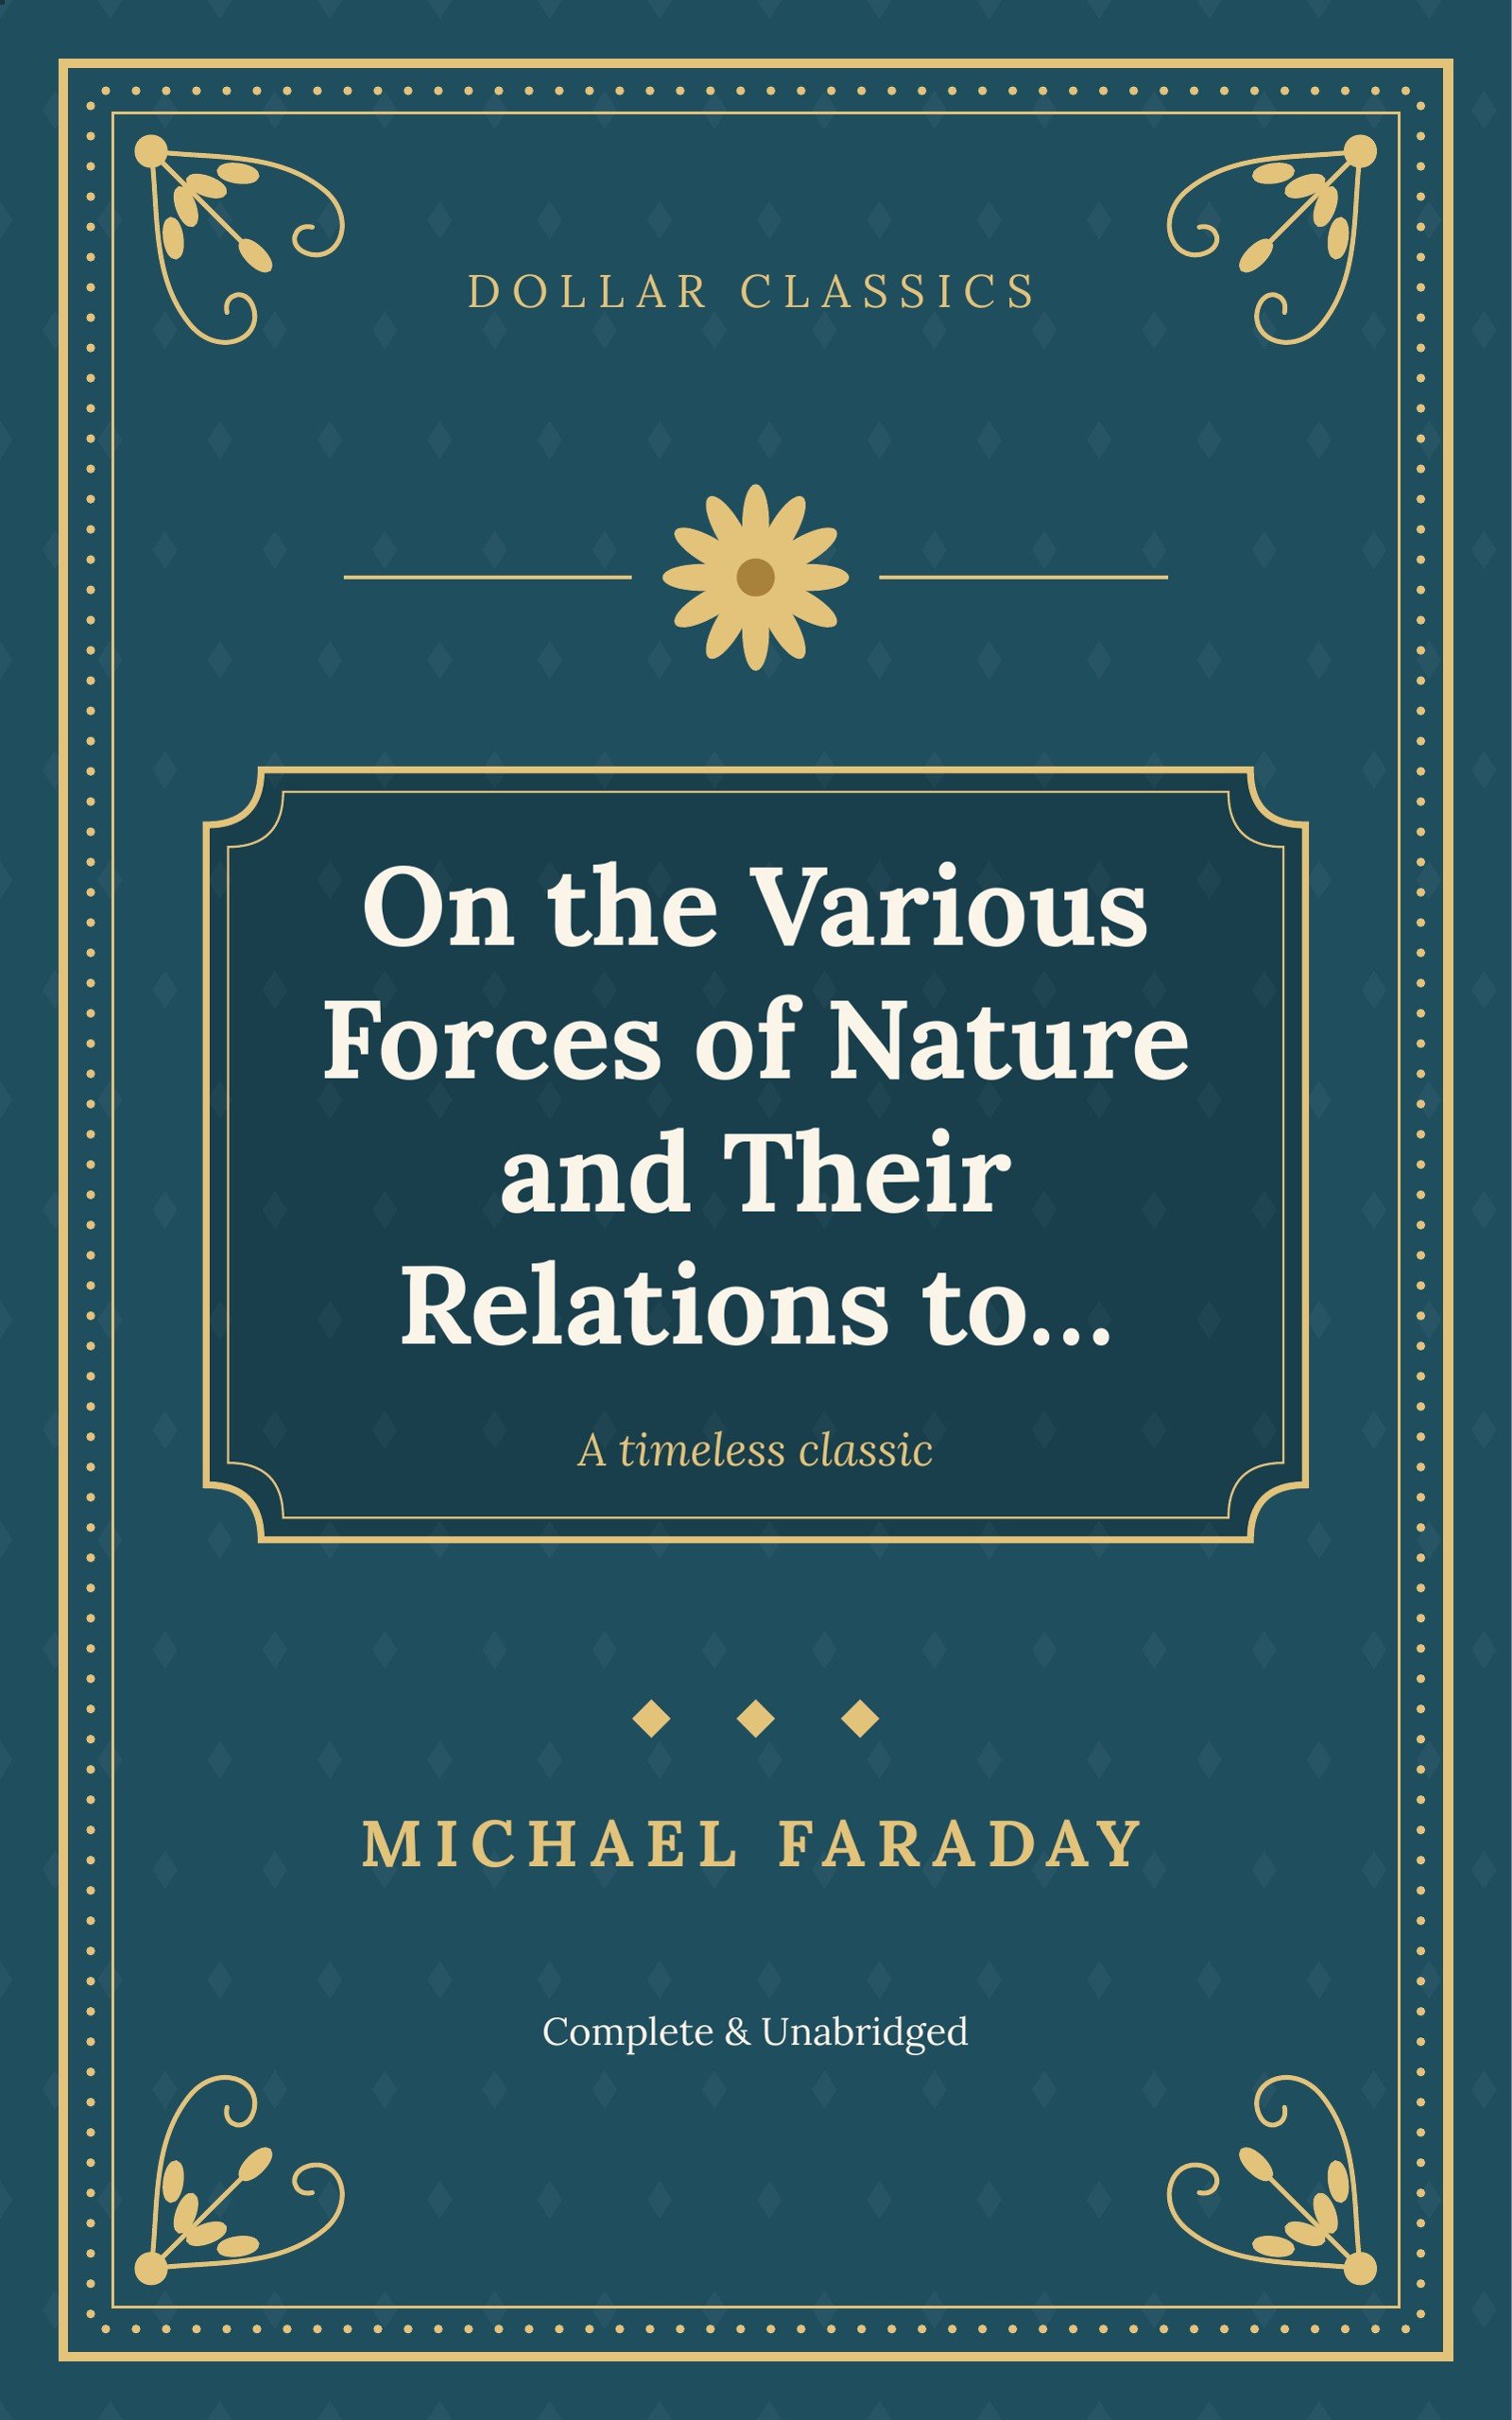 DOLLAR CLASSICS
On the Various
Forces of Nature
and Their
Relations to...
A timeless classic
MICHAEL FARADAY
Complete & Unabridged